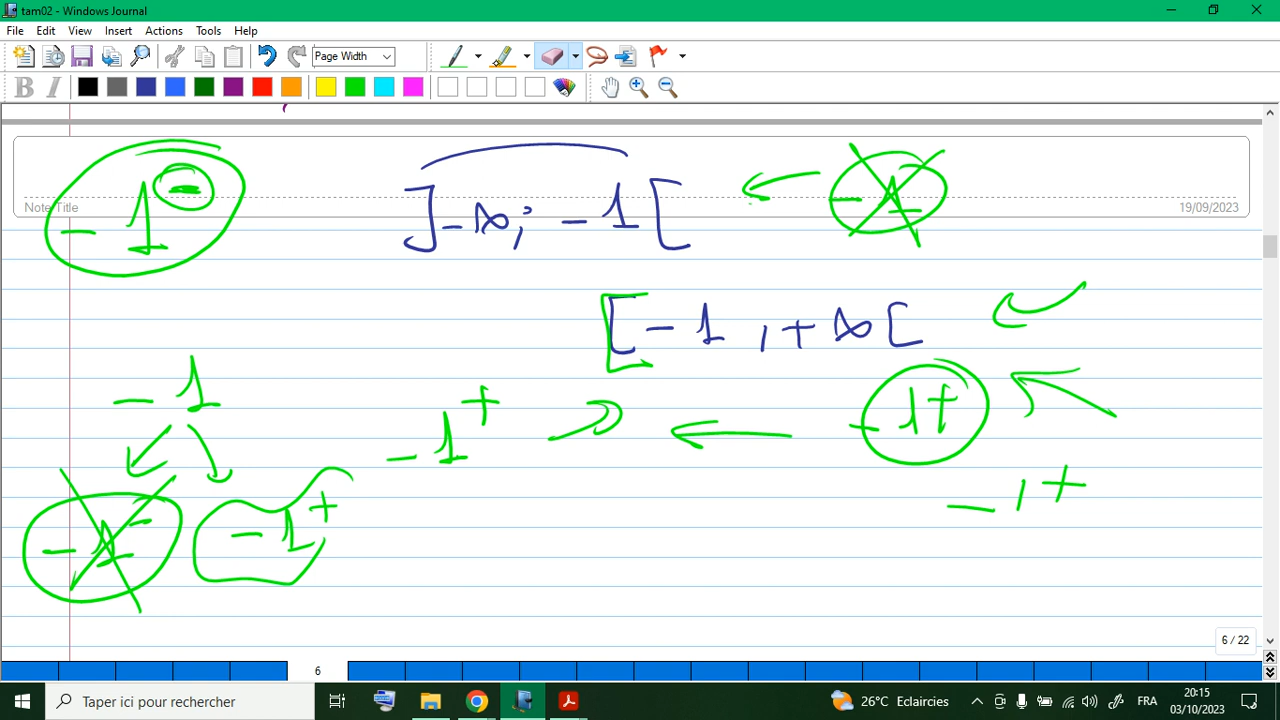 tam02 - Windows Journal
File Edit View Insert Actions Tools Help
Page Width
B I
- 1⁻ ]-∞; -1[ - 1
Note Title 19/09/2023
[-1, +∞[
- 1 - 1⁺ - 1⁺
- 1⁻ - 1⁺ - 1⁺
6 / 22
6
Taper ici pour rechercher 26°C Eclaircies FRA 20:15
03/10/2023